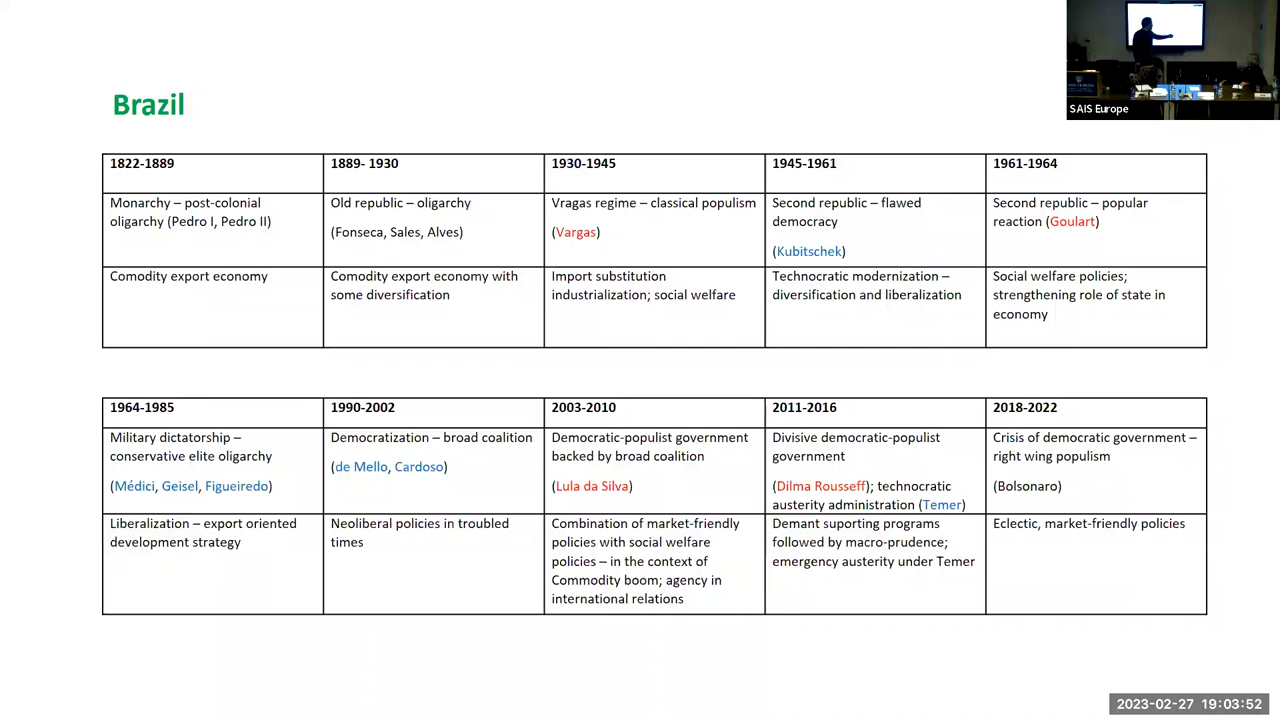 SAIS Europe
Brazil
1822-1889
1889- 1930
1930-1945
1945-1961
1961-1964
Monarchy – post-colonial
oligarchy (Pedro I, Pedro II)
Old republic – oligarchy
(Fonseca, Sales, Alves)
Vragas regime – classical populism
(Vargas)
Second republic – flawed
democracy
(Kubitschek)
Second republic – popular
reaction (Goulart)
Comodity export economy
Comodity export economy with
some diversification
Import substitution
industrialization; social welfare
Technocratic modernization –
diversification and liberalization
Social welfare policies;
strengthening role of state in
economy
1964-1985
1990-2002
2003-2010
2011-2016
2018-2022
Military dictatorship –
conservative elite oligarchy
(Médici, Geisel, Figueiredo)
Democratization – broad coalition
(de Mello, Cardoso)
Democratic-populist government
backed by broad coalition
(Lula da Silva)
Divisive democratic-populist
government
(Dilma Rousseff); technocratic
austerity administration (Temer)
Crisis of democratic government –
right wing populism
(Bolsonaro)
Liberalization – export oriented
development strategy
Neoliberal policies in troubled
times
Combination of market-friendly
policies with social welfare
policies – in the context of
Commodity boom; agency in
international relations
Demant suporting programs
followed by macro-prudence;
emergency austerity under Temer
Eclectic, market-friendly policies
2023-02-27 19:03:52